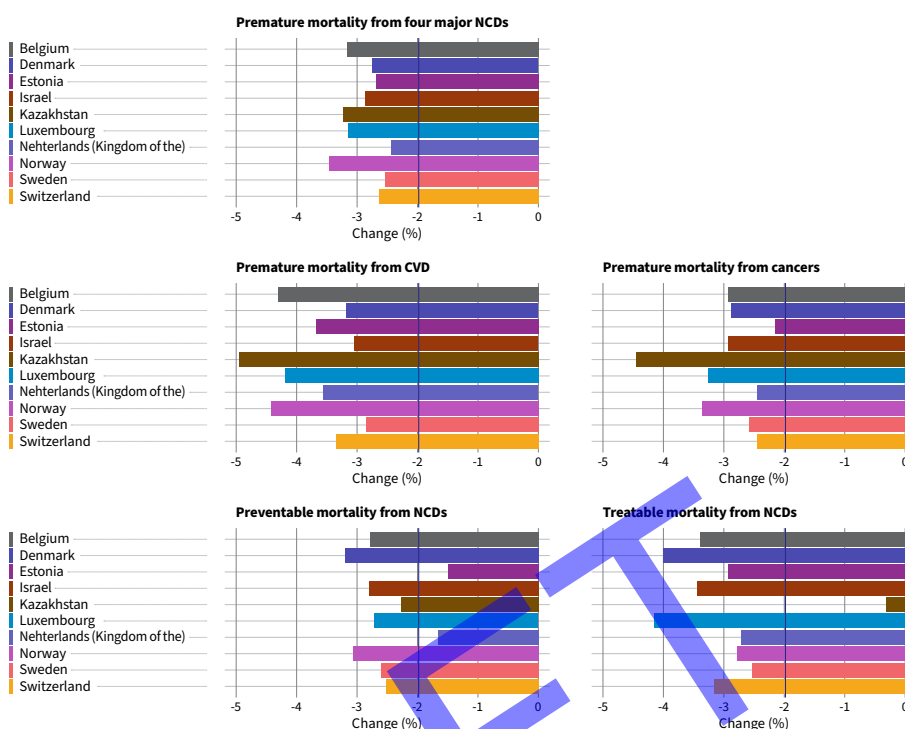 Premature mortality from four major NCDs
Belgium
Denmark
Estonia
Israel
Kazakhstan
Luxembourg
Nehterlands (Kingdom of the)
Norway
Sweden
Switzerland
-5 -4 -3 -2 -1 0
Change (%)
Premature mortality from CVD Premature mortality from cancers
Belgium
Denmark
Estonia
Israel
Kazakhstan
Luxembourg
Nehterlands (Kingdom of the)
Norway
Sweden
Switzerland
-5 -4 -3 -2 -1 0 -5 -4 -3 -2 -1 0
Change (%) Change (%)
Preventable mortality from NCDs Treatable mortality from NCDs
Belgium
Denmark
Estonia
Israel
Kazakhstan
Luxembourg
Nehterlands (Kingdom of the)
Norway
Sweden
Switzerland
-5 -4 -3 -2 -1 0 -5 -4 -3 -2 -1 0
Change (%) Change (%)